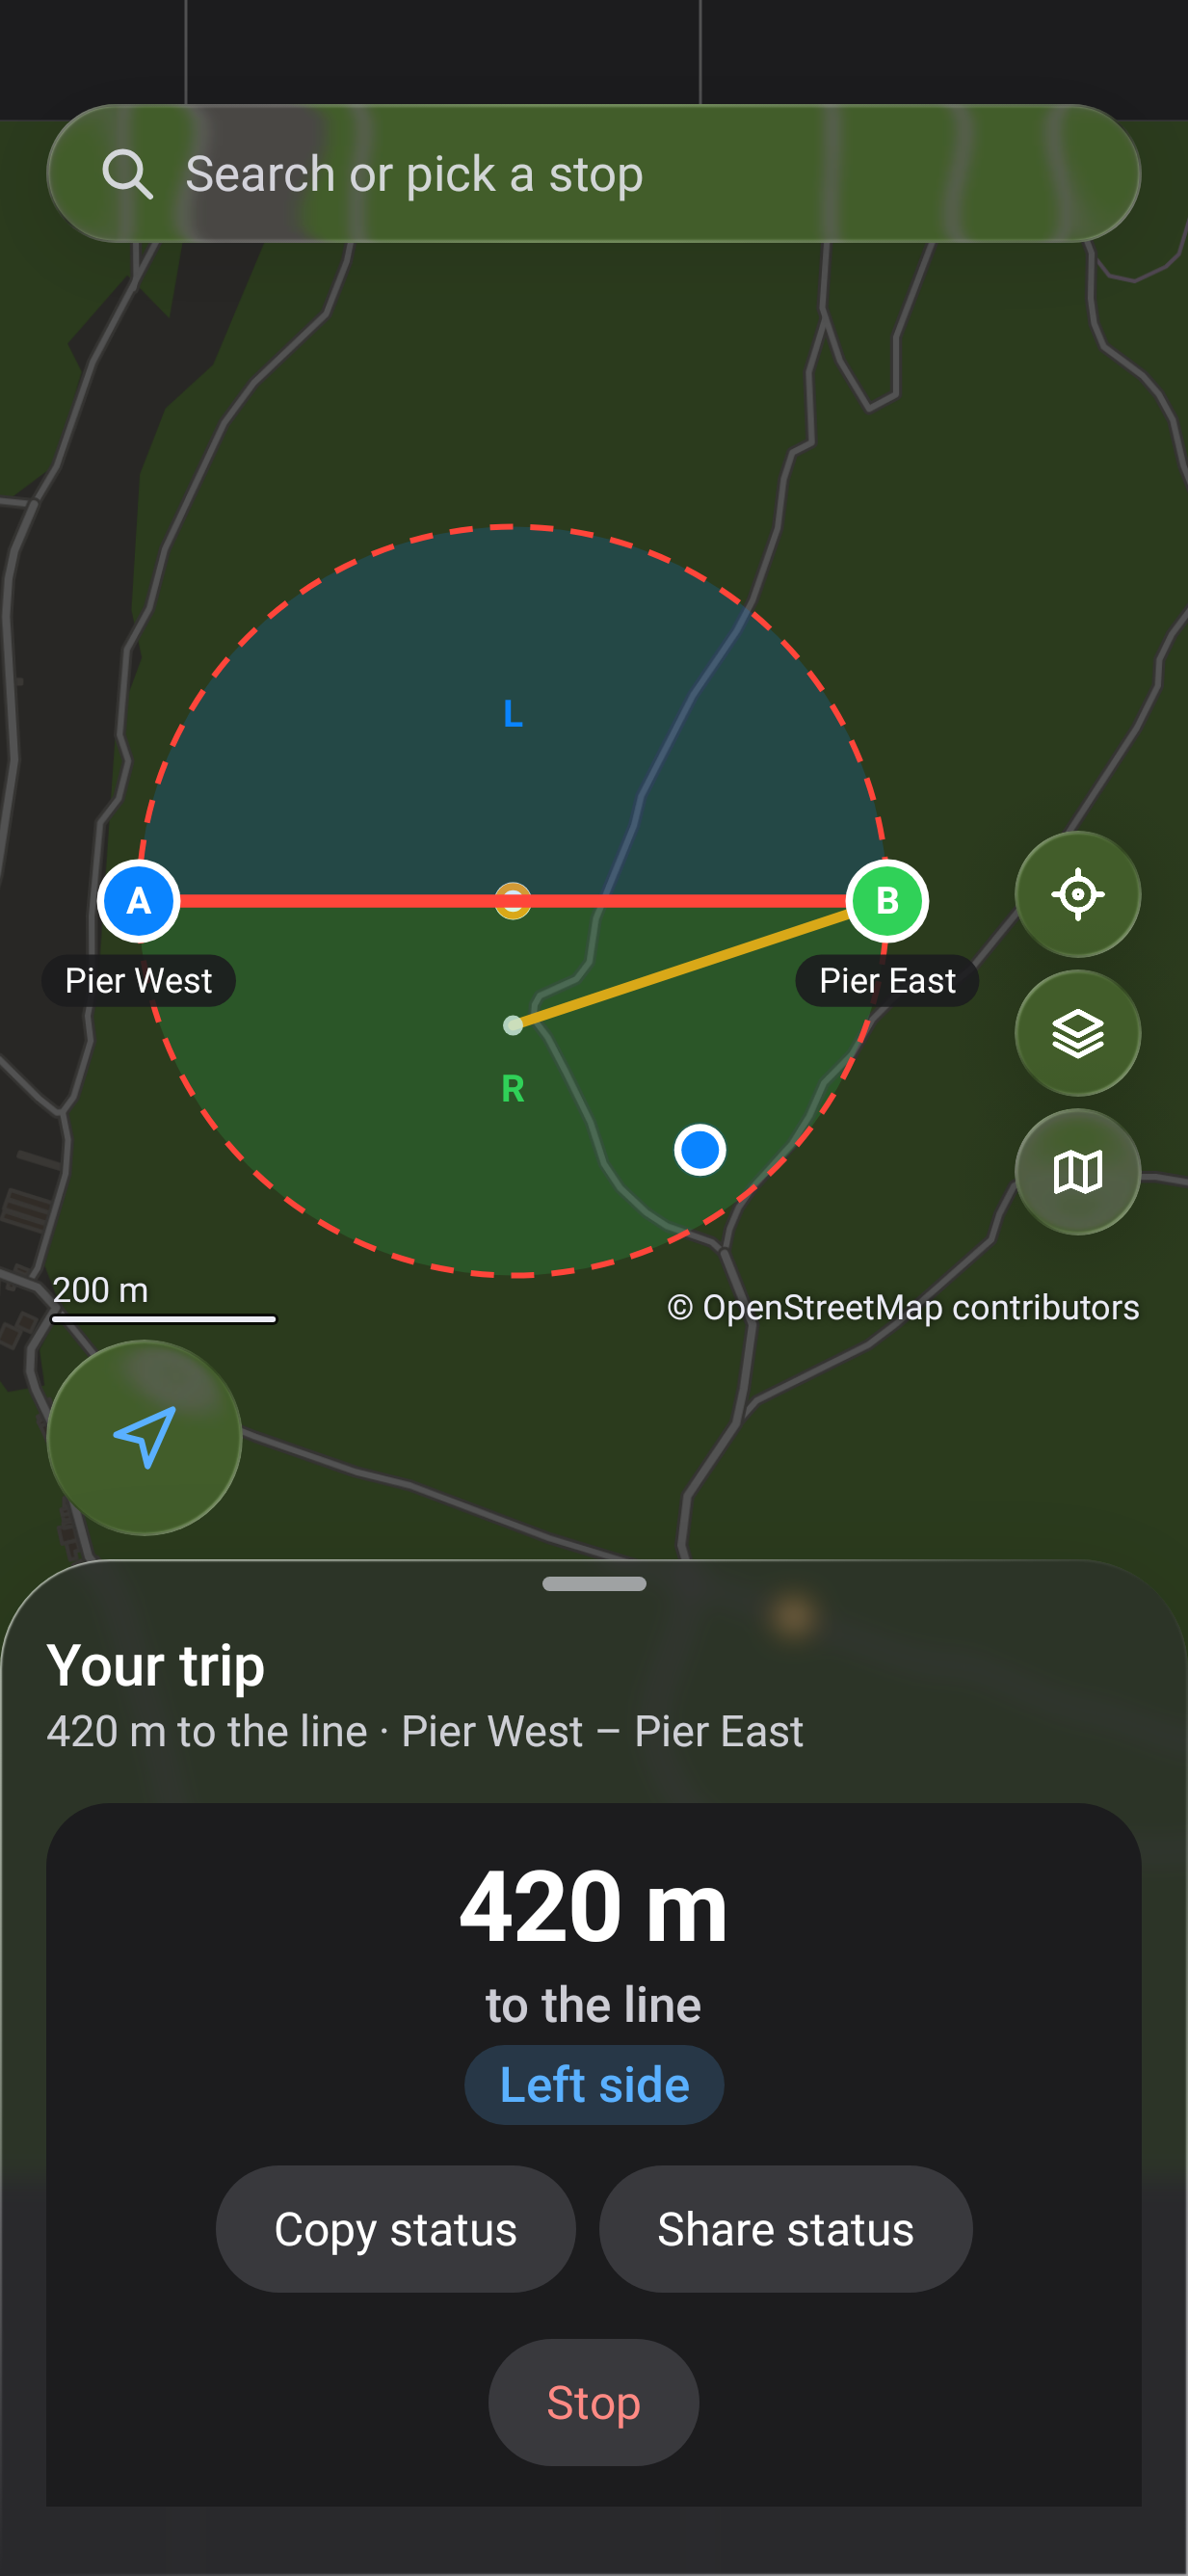 Search or pick a stop
L
A
B
Pier West
Pier East
R
200 m
© OpenStreetMap contributors
Your trip
420 m to the line · Pier West – Pier East
420 m
to the line
Left side
Copy status
Share status
Stop